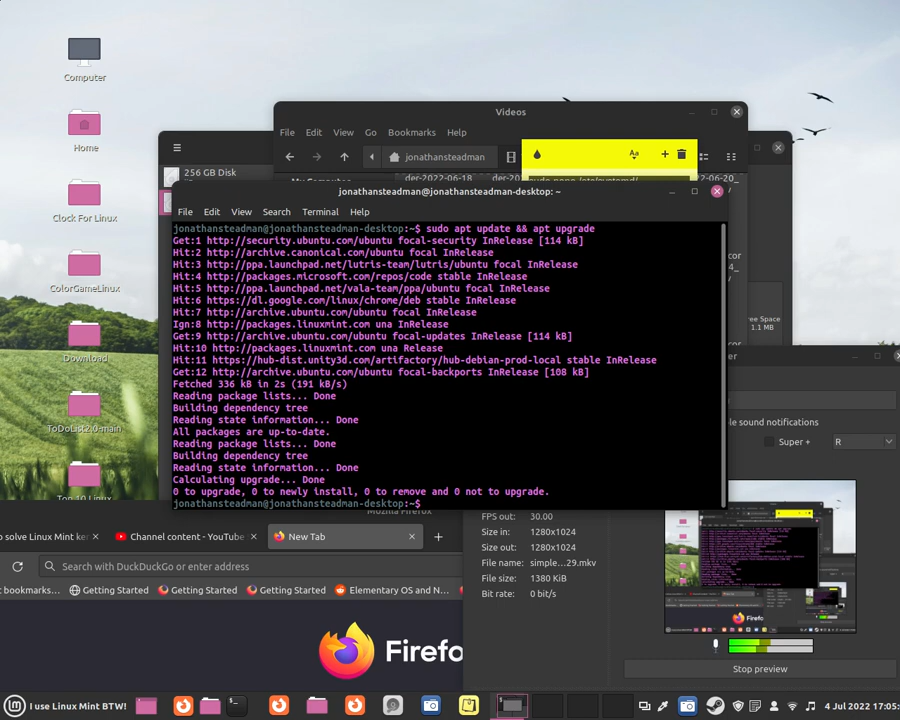 Computer
Home
Clock For Linux
ColorGameLinux
Download
ToDoList2.0-main
Top 10 Linux
256 GB Disk
Videos
File Edit View Go Bookmarks Help
jonathansteadman
Aa
jonathansteadman@jonathansteadman-desktop: ~
File Edit View Search Terminal Help
jonathansteadman@jonathansteadman-desktop:~$ sudo apt update && apt upgrade
Get:1 http://security.ubuntu.com/ubuntu focal-security InRelease [114 kB]
Hit:2 http://archive.canonical.com/ubuntu focal InRelease
Hit:3 http://ppa.launchpad.net/lutris-team/lutris/ubuntu focal InRelease
Hit:4 http://packages.microsoft.com/repos/code stable InRelease
Hit:5 http://ppa.launchpad.net/vala-team/ppa/ubuntu focal InRelease
Hit:6 https://dl.google.com/linux/chrome/deb stable InRelease
Hit:7 http://archive.ubuntu.com/ubuntu focal InRelease
Ign:8 http://packages.linuxmint.com una InRelease
Get:9 http://archive.ubuntu.com/ubuntu focal-updates InRelease [114 kB]
Hit:10 http://packages.linuxmint.com una Release
Hit:11 https://hub-dist.unity3d.com/artifactory/hub-debian-prod-local stable InRelease
Get:12 http://archive.ubuntu.com/ubuntu focal-backports InRelease [108 kB]
Fetched 336 kB in 2s (191 kB/s)
Reading package lists... Done
Building dependency tree
Reading state information... Done
All packages are up-to-date.
Reading package lists... Done
Building dependency tree
Reading state information... Done
Calculating upgrade... Done
0 to upgrade, 0 to newly install, 0 to remove and 0 not to upgrade.
jonathansteadman@jonathansteadman-desktop:~$
ree Space
1.1 MB
le sound notifications
Super +
R
Mozilla Firefox
o solve Linux Mint ke
Channel content - YouTube
New Tab
Search with DuckDuckGo or enter address
t bookmarks...
Getting Started
Getting Started
Getting Started
Elementary OS and N...
Firefo
FPS out: 30.00
Size in: 1280x1024
Size out: 1280x1024
File name: simple...29.mkv
File size: 1380 KiB
Bit rate: 0 bit/s
Stop preview
I use Linux Mint BTW!
4 Jul 2022 17:05: